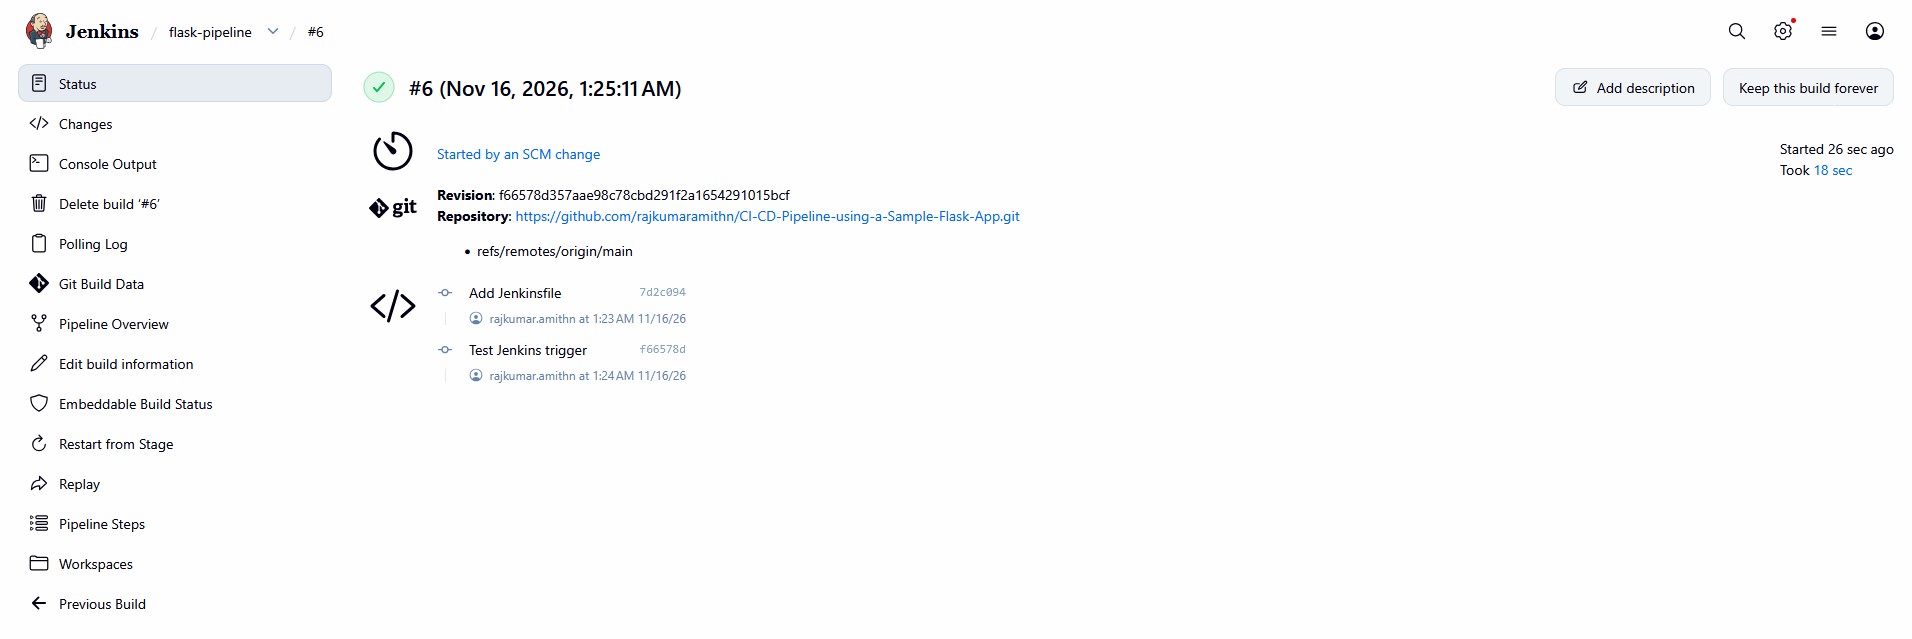 Jenkins / flask-pipeline / #6
Status
Changes
Console Output
Delete build ‘#6’
Polling Log
Git Build Data
Pipeline Overview
Edit build information
Embeddable Build Status
Restart from Stage
Replay
Pipeline Steps
Workspaces
Previous Build
#6 (Nov 16, 2026, 1:25:11 AM)
Add description
Keep this build forever
Started by an SCM change
Started 26 sec ago
Took 18 sec
git
Revision: f66578d357aae98c78cbd291f2a1654291015bcf
Repository: https://github.com/rajkumaramithn/CI-CD-Pipeline-using-a-Sample-Flask-App.git
• refs/remotes/origin/main
Add Jenkinsfile 7d2c094
rajkumar.amithn at 1:23 AM 11/16/26
Test Jenkins trigger f66578d
rajkumar.amithn at 1:24 AM 11/16/26